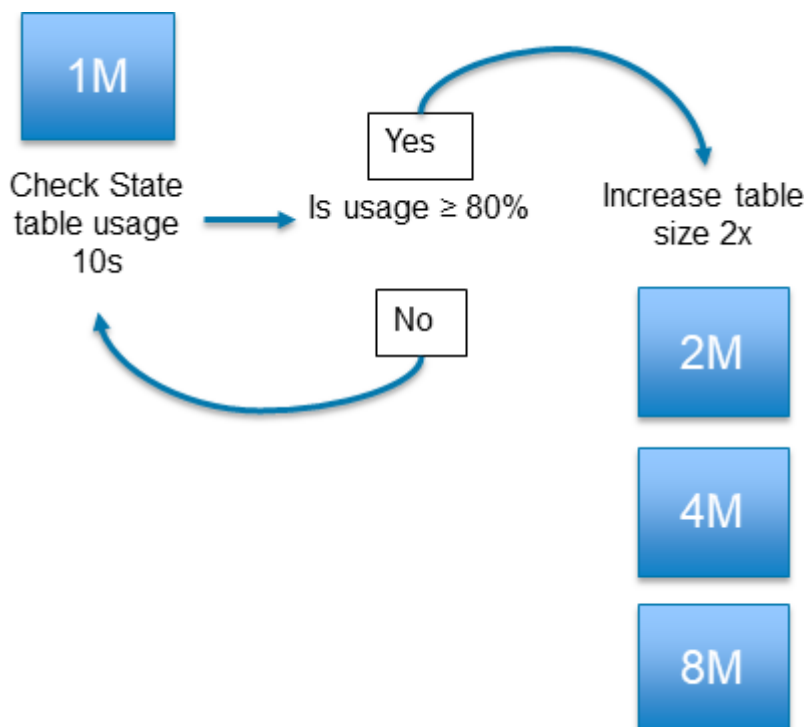 1M
Check State
table usage
10s
Yes
Is usage ≥ 80%
No
Increase table
size 2x
2M
4M
8M